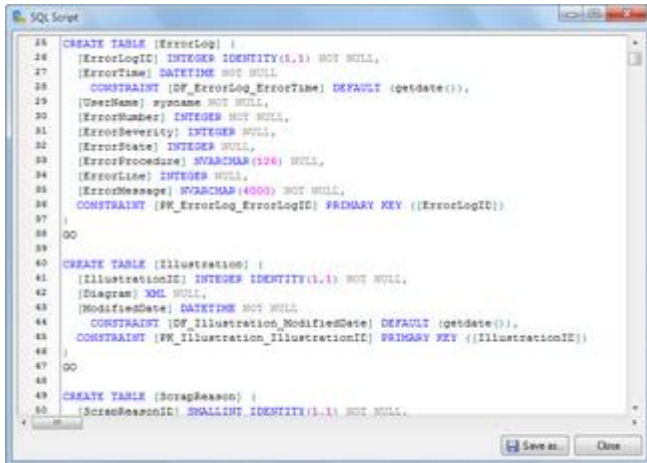 SQL Script
25 CREATE TABLE [ErrorLog] (
26 [ErrorLogID] INTEGER IDENTITY(1,1) NOT NULL,
27 [ErrorTime] DATETIME NOT NULL
28 CONSTRAINT [DF_ErrorLog_ErrorTime] DEFAULT (getdate()),
29 [UserName] sysname NOT NULL,
30 [ErrorNumber] INTEGER NOT NULL,
31 [ErrorSeverity] INTEGER NULL,
32 [ErrorState] INTEGER NULL,
33 [ErrorProcedure] NVARCHAR(126) NULL,
34 [ErrorLine] INTEGER NULL,
35 [ErrorMessage] NVARCHAR(4000) NOT NULL,
36 CONSTRAINT [PK_ErrorLog_ErrorLogID] PRIMARY KEY ([ErrorLogID])
37 )
38 GO
39
40 CREATE TABLE [Illustration] (
41 [IllustrationID] INTEGER IDENTITY(1,1) NOT NULL,
42 [Diagram] XML NULL,
43 [ModifiedDate] DATETIME NOT NULL
44 CONSTRAINT [DF_Illustration_ModifiedDate] DEFAULT (getdate()),
45 CONSTRAINT [PK_Illustration_IllustrationID] PRIMARY KEY ([IllustrationID])
46 )
47 GO
48
49 CREATE TABLE [ScrapReason] (
50 [ScrapReasonID] SMALLINT IDENTITY(1,1) NOT NULL,
Save as... Close